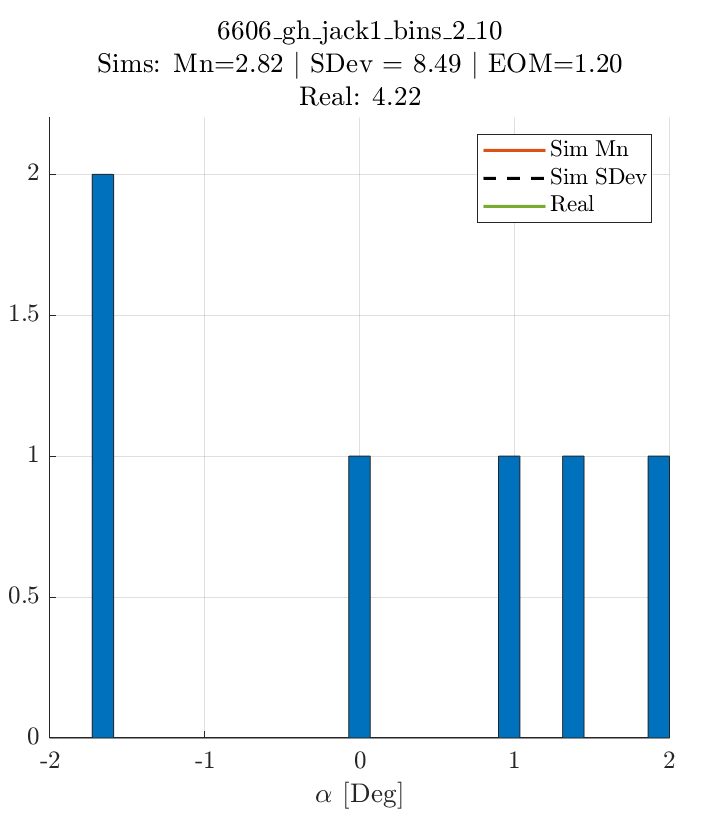 6606_gh_jack1_bins_2_10
Sims: Mn=2.82 | SDev = 8.49 | EOM=1.20
Real: 4.22
Sim Mn
Sim SDev
Real
2
1.5
1
0.5
0
-2 -1 0 1 2
α [Deg]